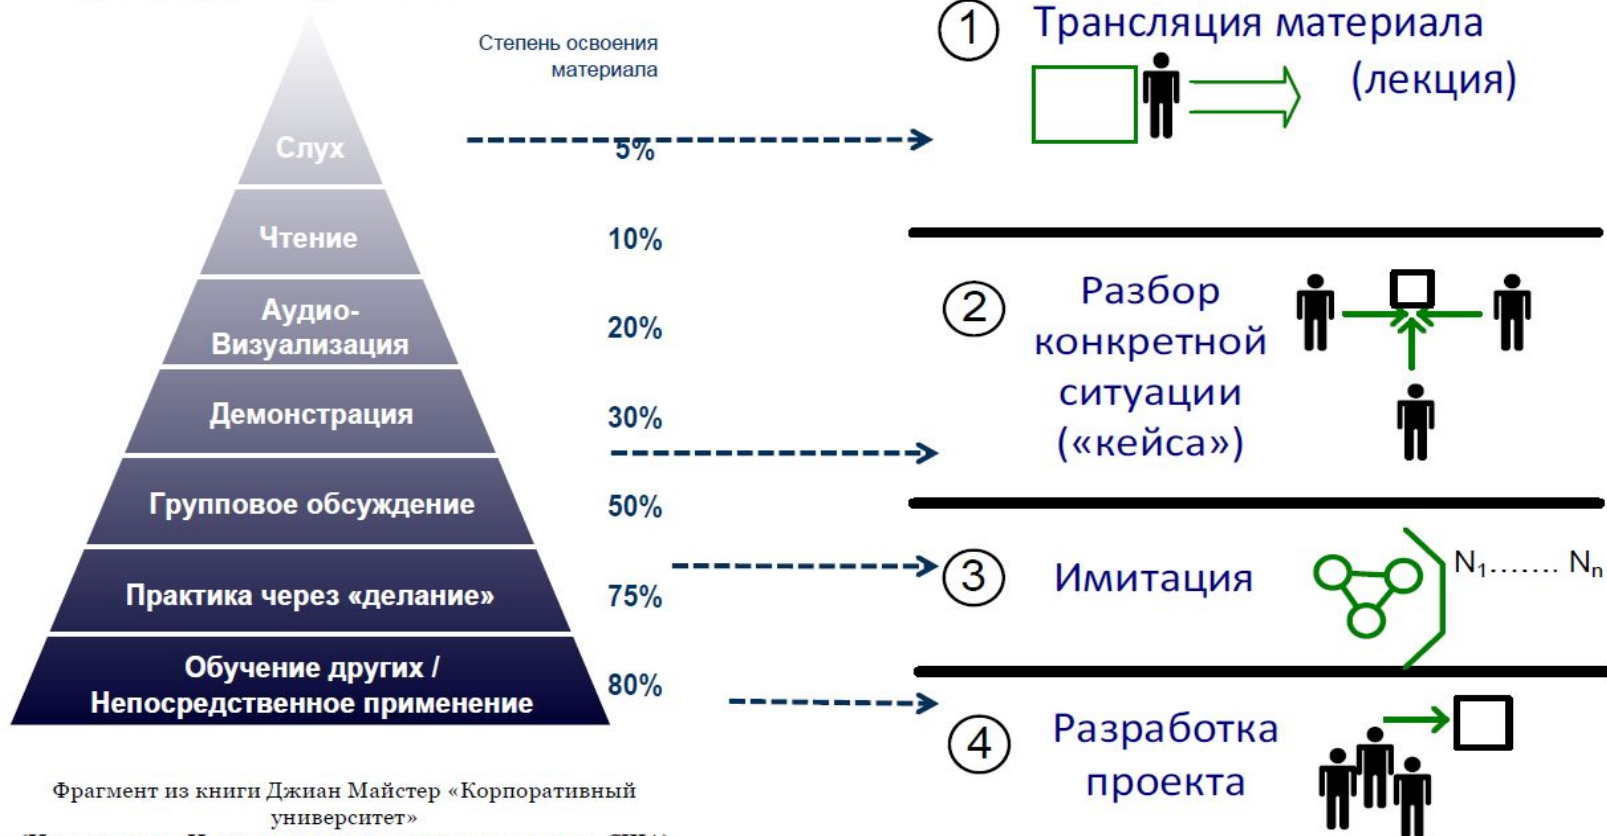 Степень освоения
материала
Слух
5%
Чтение
10%
Аудио-
Визуализация
20%
Демонстрация
30%
Групповое обсуждение
50%
Практика через «делание»
75%
Обучение других /
Непосредственное применение
80%
Фрагмент из книги Джиан Майстер «Корпоративный
университет»
1
Трансляция материала
(лекция)
2
Разбор
конкретной
ситуации
(«кейса»)
3
Имитация
N1....... Nn
4
Разработка
проекта